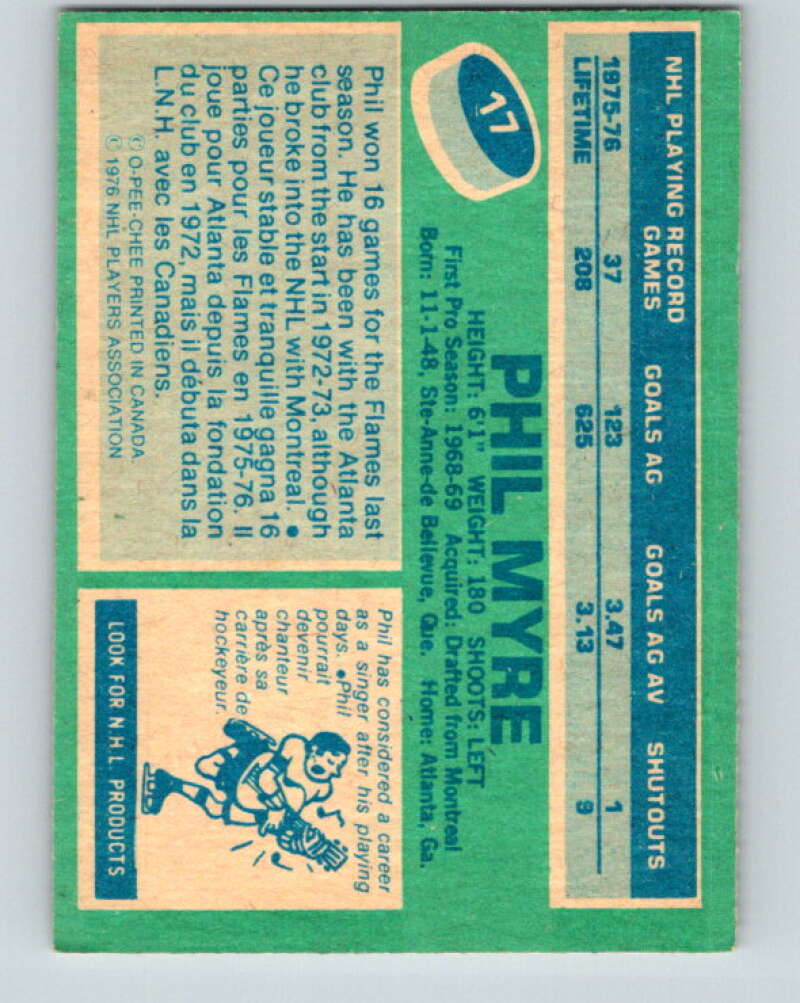 NHL PLAYING RECORD
GAMES GOALS AG GOALS AG AV SHUTOUTS
1975-76 37 123 3.47 1
LIFETIME 208 625 3.13 9
17
PHIL MYRE
HEIGHT: 6'1" WEIGHT: 180 SHOOTS: LEFT
First Pro Season: 1968-69 Acquired: Drafted from Montreal
Born: 11-1-48, Ste-Anne-de Bellevue, Que. Home: Atlanta, Ga.
Phil won 16 games for the Flames last
season. He has been with the Atlanta
club from the start in 1972-73, although
he broke into the NHL with Montreal. ●
Ce joueur stable et tranquille gagna 16
parties pour les Flames en 1975-76. Il
joue pour Atlanta depuis la fondation
du club en 1972, mais il débuta dans la
L.N.H. avec les Canadiens.
© O-PEE-CHEE PRINTED IN CANADA.
© 1976 NHL PLAYERS ASSOCIATION
Phil has considered a career
as a singer after his playing
days. ●Phil
pourrait
devenir
chanteur
après sa
carrière de
hockeyeur.
LOOK FOR N.H.L. PRODUCTS